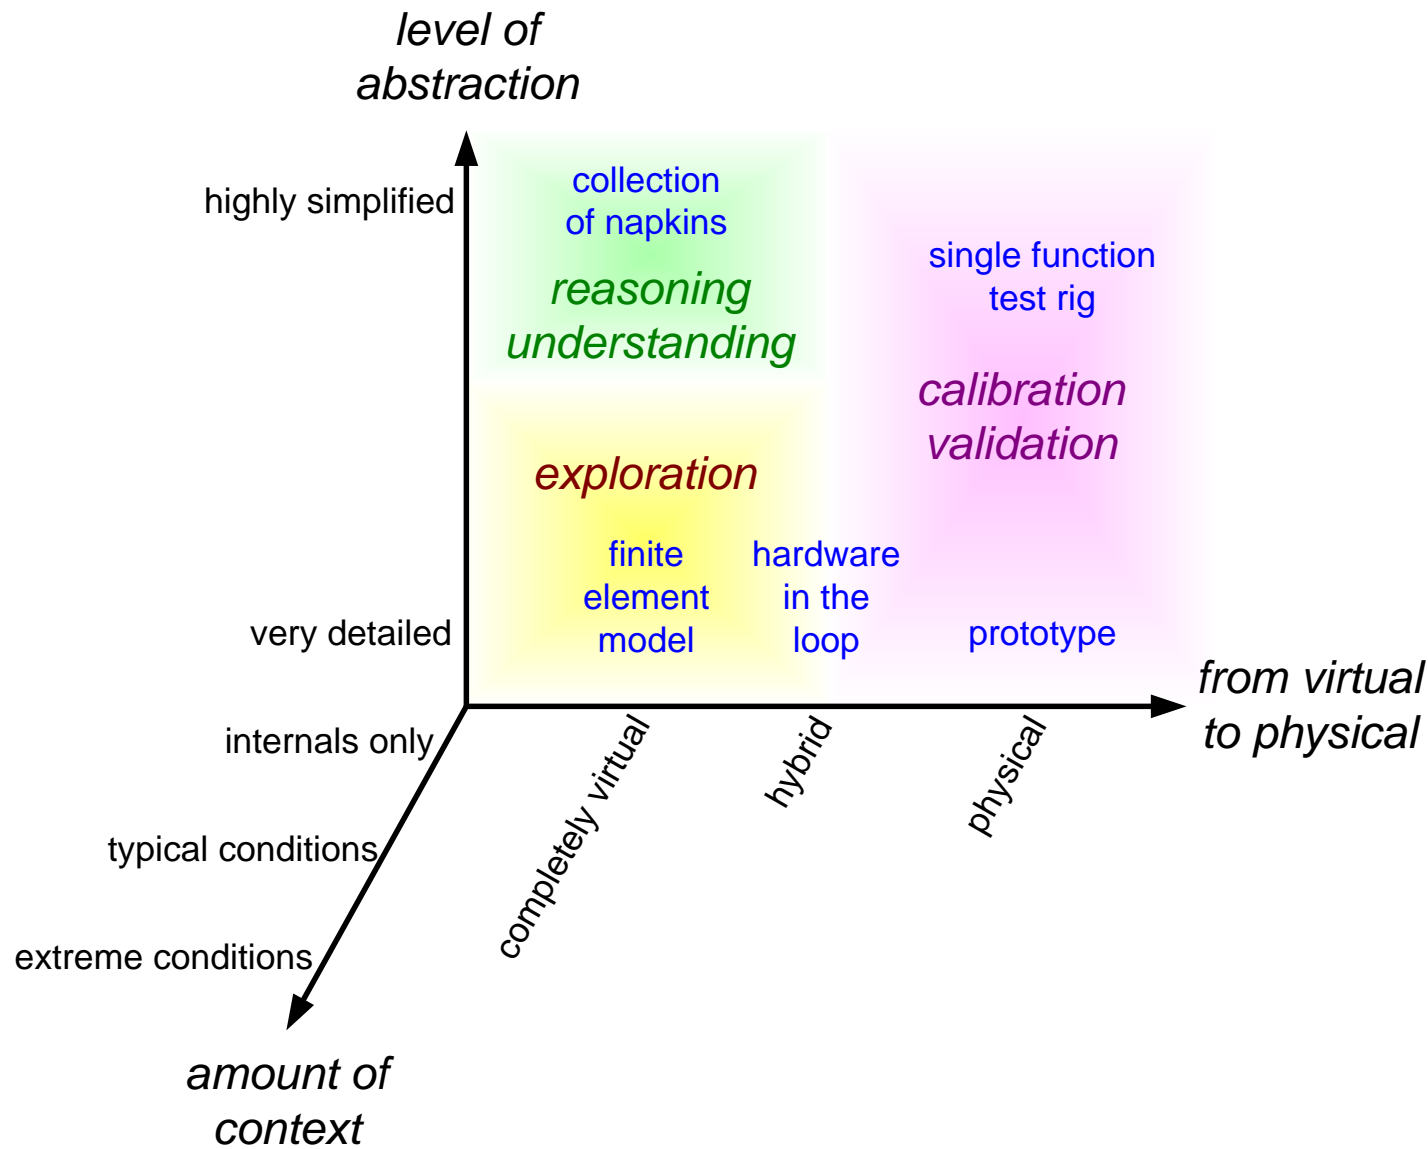 level of
abstraction
highly simplified
collection
of napkins
reasoning
understanding
single function
test rig
calibration
validation
exploration
finite
element
model
hardware
in the
loop
prototype
very detailed
from virtual
to physical
internals only
typical conditions
extreme conditions
completely virtual
hybrid
physical
amount of
context